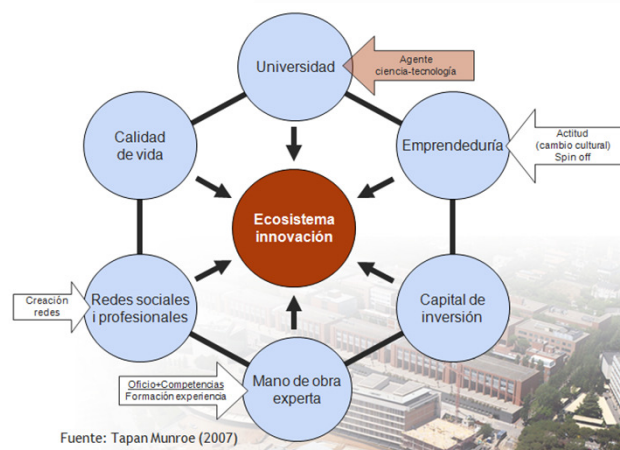 Universidad
Agente
ciencia-tecnología
Calidad
de vida
Emprendeduría
Actitud
(cambio cultural)
Spin off
Ecosistema
innovación
Creación
redes
Redes sociales
i profesionales
Capital de
inversión
Oficio+Competencias
Formación experiencia
Mano de obra
experta
Fuente: Tapan Munroe (2007)